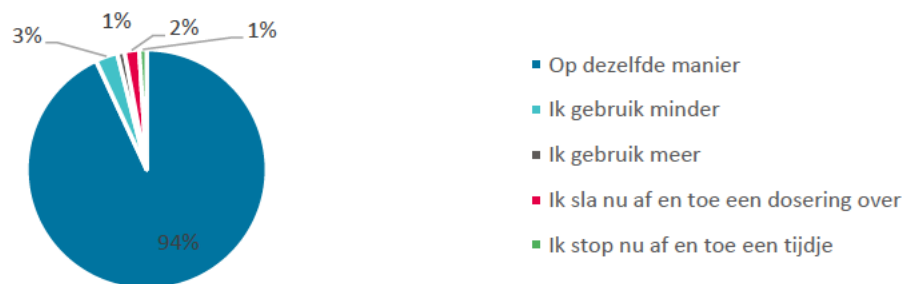 1%
2%
1%
3%
94%
Op dezelfde manier
Ik gebruik minder
Ik gebruik meer
Ik sla nu af en toe een dosering over
Ik stop nu af en toe een tijdje